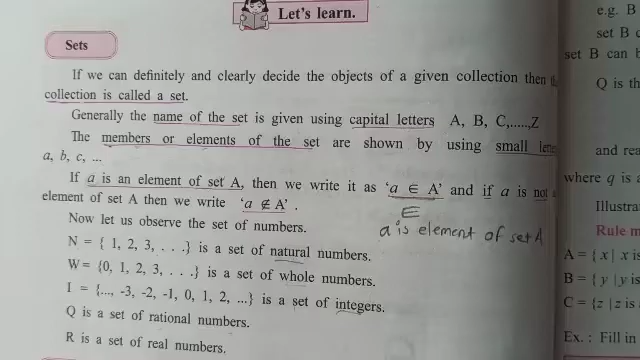 Let's learn.
Sets
If we can definitely and clearly decide the objects of a given collection then
collection is called a set.
Generally the name of the set is given using capital letters A, B, C,.....,Z
The members or elements of the set are shown by using small
a, b, c, ...
If a is an element of set A, then we write it as 'a ∈ A' and if a is not
element of set A then we write 'a ∉ A'.
∈
a is element of set A
Now let us observe the set of numbers.
N = { 1, 2, 3, . . .} is a set of natural numbers.
W= {0, 1, 2, 3, . . .} is a set of whole numbers.
I = {..., -3, -2, -1, 0, 1, 2, ...} is a set of integers.
Q is a set of rational numbers.
R is a set of real numbers.
e.g. B
set B
set B can
Q is
and
where q is
Rule
A = { x| x is
B = { y |y is
C = {z |z is
Ex. : Fill in